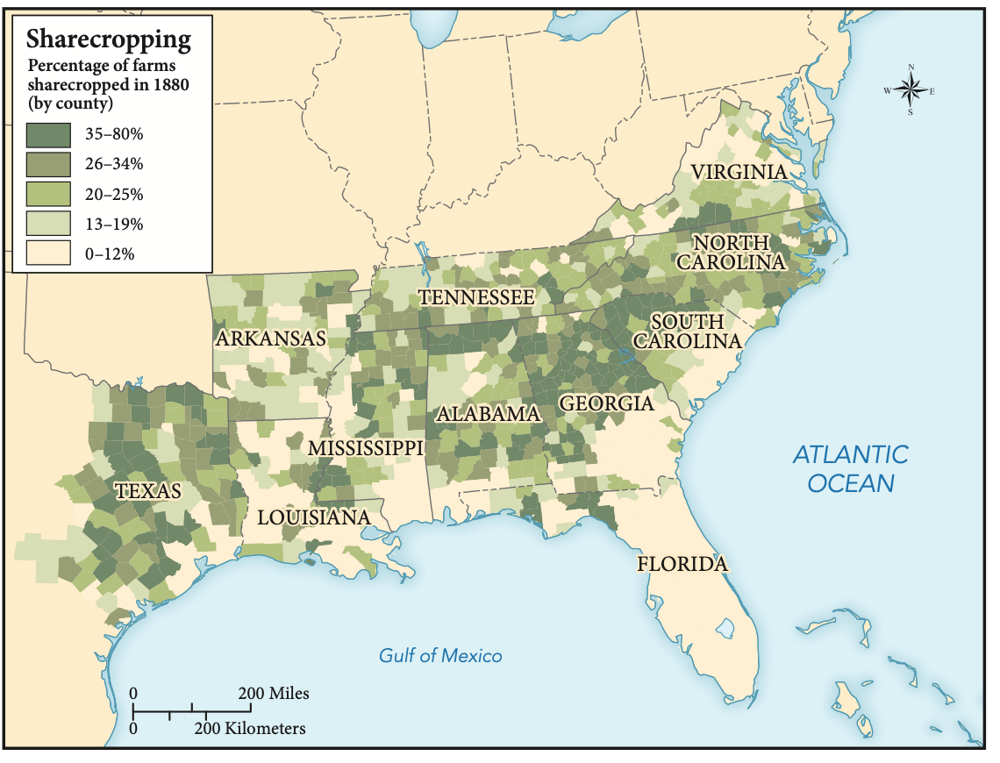 Sharecropping
Percentage of farms
sharecropped in 1880
(by county)
35–80%
26–34%
20–25%
13–19%
0–12%
N
W
E
S
VIRGINIA
NORTH
CAROLINA
TENNESSEE
SOUTH
CAROLINA
ARKANSAS
GEORGIA
ALABAMA
MISSISSIPPI
TEXAS
LOUISIANA
FLORIDA
ATLANTIC
OCEAN
Gulf of Mexico
0 200 Miles
0 200 Kilometers